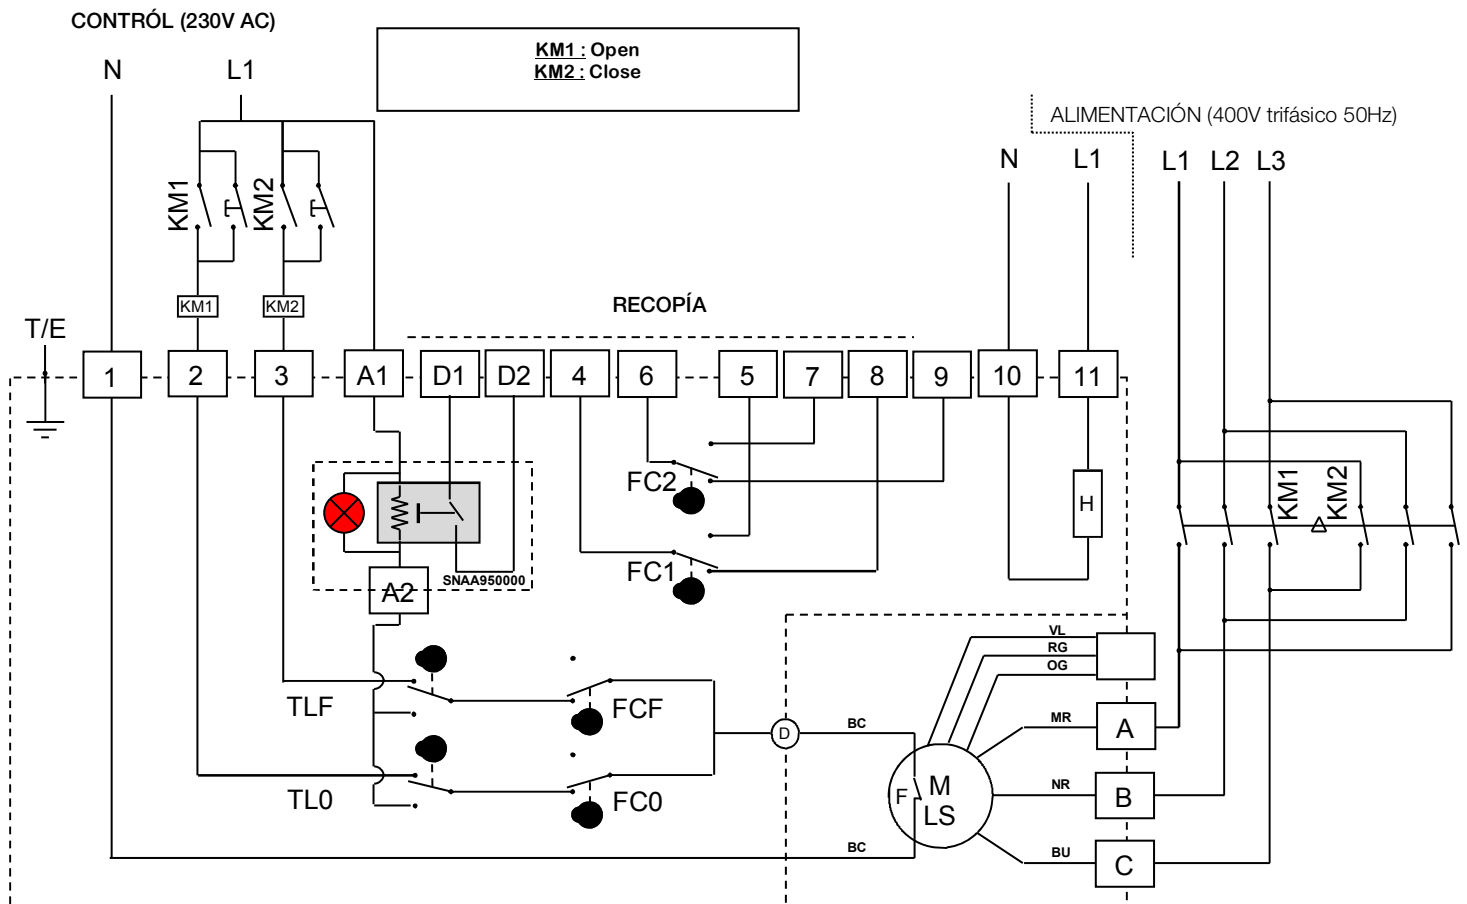 CONTRÓL (230V AC)
N
L1
KM1 : Open
KM2 : Close
ALIMENTACIÓN (400V trifásico 50Hz)
N
L1
L1
L2
L3
KM1
KM2
KM1
KM2
RECOPÍA
T/E
1
2
3
A1
D1
D2
4
6
5
7
8
9
10
11
FC2
H
KM1
KM2
FC1
SNAA950000
A2
VL
RG
OG
TLF
FCF
D
BC
MR
A
TL0
FC0
F
M
LS
NR
B
BC
BU
C